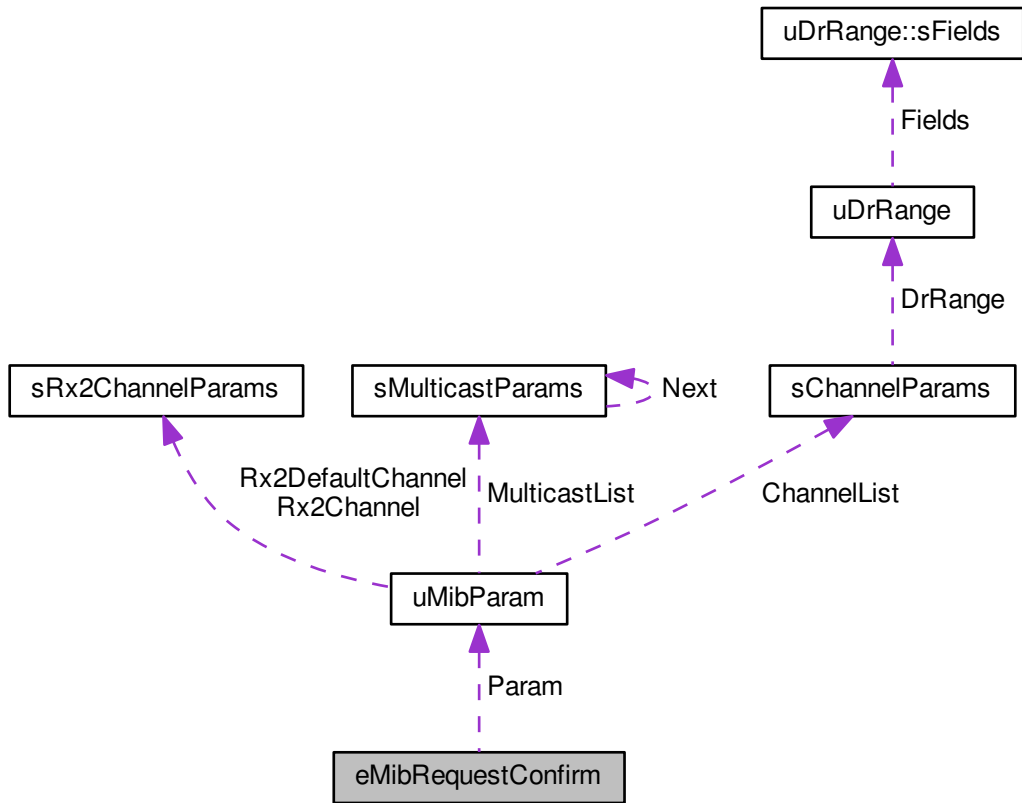 uDrRange::sFields
Fields
uDrRange
DrRange
sRx2ChannelParams
sMulticastParams
Next
sChannelParams
Rx2DefaultChannel
Rx2Channel
MulticastList
ChannelList
uMibParam
Param
eMibRequestConfirm